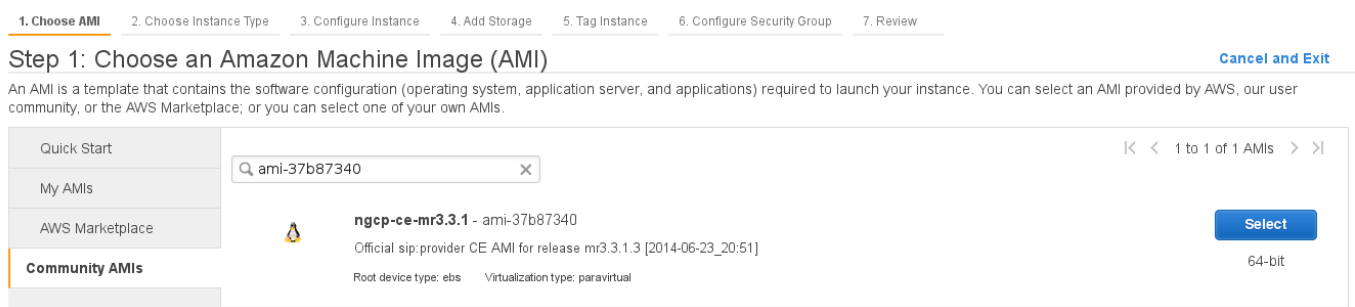 1. Choose AMI 2. Choose Instance Type 3. Configure Instance 4. Add Storage 5. Tag Instance 6. Configure Security Group 7. Review
Step 1: Choose an Amazon Machine Image (AMI)
Cancel and Exit
An AMI is a template that contains the software configuration (operating system, application server, and applications) required to launch your instance. You can select an AMI provided by AWS, our user
community, or the AWS Marketplace; or you can select one of your own AMIs.
Quick Start
My AMIs
AWS Marketplace
Community AMIs
1 to 1 of 1 AMIs
ami-37b87340
ngcp-ce-mr3.3.1 - ami-37b87340
Official sip:provider CE AMI for release mr3.3.1.3 [2014-06-23_20:51]
Root device type: ebs Virtualization type: paravirtual
Select
64-bit